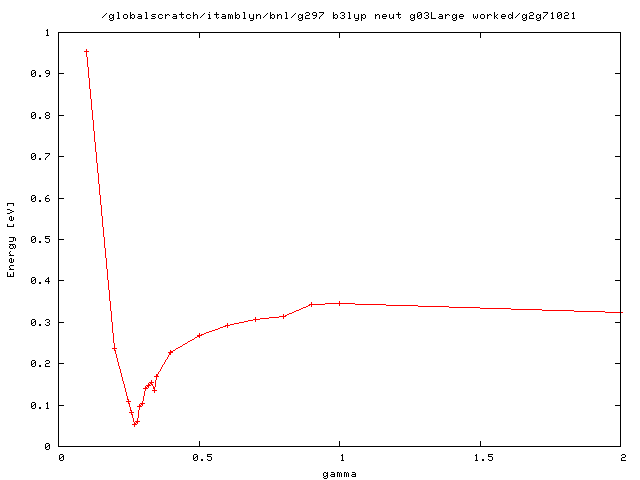 /globalscratch/itamblyn/bnl/g297 b3lyp neut g03Large worked/g2g71021
1
0.9
0.8
0.7
0.6
0.5
0.4
0.3
0.2
0.1
0
Energy [eV]
0 0.5 1 1.5 2
gamma